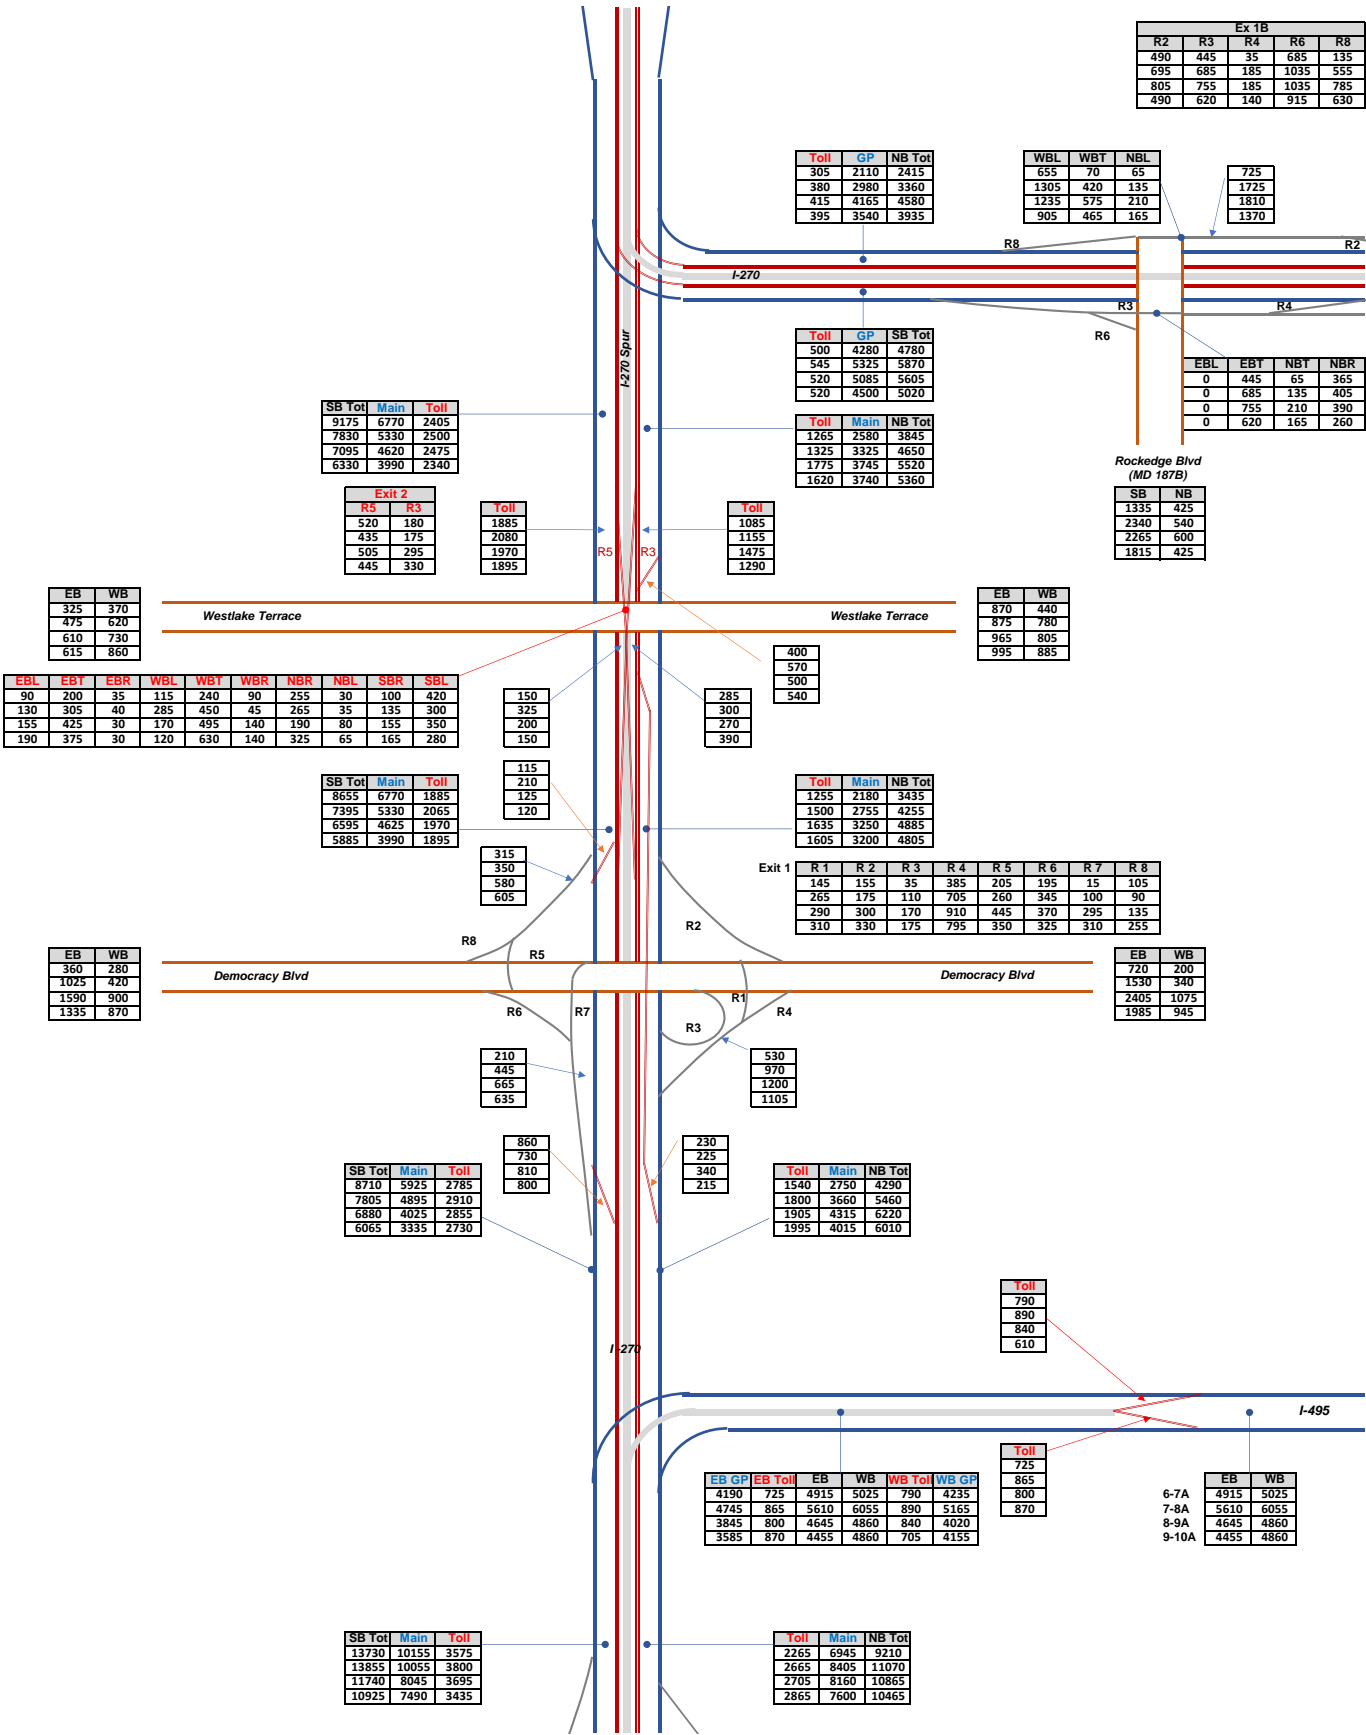 Ex 1B
R2 R3 R4 R6 R8
490 445 35 685 135
695 685 185 1035 555
805 755 185 1035 785
490 620 140 915 630
Toll GP NB Tot
305 2110 2415
380 2980 3360
415 4165 4580
395 3540 3935
WBL WBT NBL
655 70 65
1305 420 135
1235 575 210
905 465 165
725
1725
1810
1370
R8
R2
I-270
R3
R4
R6
I-270 Spur
Toll GP SB Tot
500 4280 4780
545 5325 5870
520 5085 5605
520 4500 5020
EBL EBT NBT NBR
0 445 65 365
0 685 135 405
0 755 210 390
0 620 165 260
SB Tot Main Toll
9175 6770 2405
7830 5330 2500
7095 4620 2475
6330 3990 2340
Toll Main NB Tot
1265 2580 3845
1325 3325 4650
1775 3745 5520
1620 3740 5360
Rockedge Blvd
(MD 187B)
SB NB
1335 425
2340 540
2265 600
1815 425
Exit 2
R5 R3
520 180
435 175
505 295
445 330
Toll
1885
2080
1970
1895
Toll
1085
1155
1475
1290
R5
R3
EB WB
325 370
475 620
610 730
615 860
Westlake Terrace
Westlake Terrace
EB WB
870 440
875 780
965 805
995 885
400
570
500
540
EBL EBT EBR WBL WBT WBR NBR NBL SBR SBL
90 200 35 115 240 90 255 30 100 420
130 305 40 285 450 45 265 35 135 300
155 425 30 170 495 140 190 80 155 350
190 375 30 120 630 140 325 65 165 280
150
325
200
150
285
300
270
390
115
210
125
120
SB Tot Main Toll
8655 6770 1885
7395 5330 2065
6595 4625 1970
5885 3990 1895
Toll Main NB Tot
1255 2180 3435
1500 2755 4255
1635 3250 4885
1605 3200 4805
315
350
580
605
Exit 1 R 1 R 2 R 3 R 4 R 5 R 6 R 7 R 8
145 155 35 385 205 195 15 105
265 175 110 705 260 345 100 90
290 300 170 910 445 370 295 135
310 330 175 795 350 325 310 255
R8
R5
R2
EB WB
360 280
1025 420
1590 900
1335 870
Democracy Blvd
Democracy Blvd
EB WB
720 200
1530 340
2405 1075
1985 945
R6
R7
R3
R1
R4
210
445
665
635
530
970
1200
1105
860
730
810
800
230
225
340
215
SB Tot Main Toll
8710 5925 2785
7805 4895 2910
6880 4025 2855
6065 3335 2730
Toll Main NB Tot
1540 2750 4290
1800 3660 5460
1905 4315 6220
1995 4015 6010
Toll
790
890
840
610
I-270
I-495
Toll
725
865
800
870
EB GP EB Toll EB WB WB Toll WB GP
4190 725 4915 5025 790 4235
4745 865 5610 6055 890 5165
3845 800 4645 4860 840 4020
3585 870 4455 4860 705 4155
EB WB
6-7A 4915 5025
7-8A 5610 6055
8-9A 4645 4860
9-10A 4455 4860
SB Tot Main Toll
13730 10155 3575
13855 10055 3800
11740 8045 3695
10925 7490 3435
Toll Main NB Tot
2265 6945 9210
2665 8405 11070
2705 8160 10865
2865 7600 10465